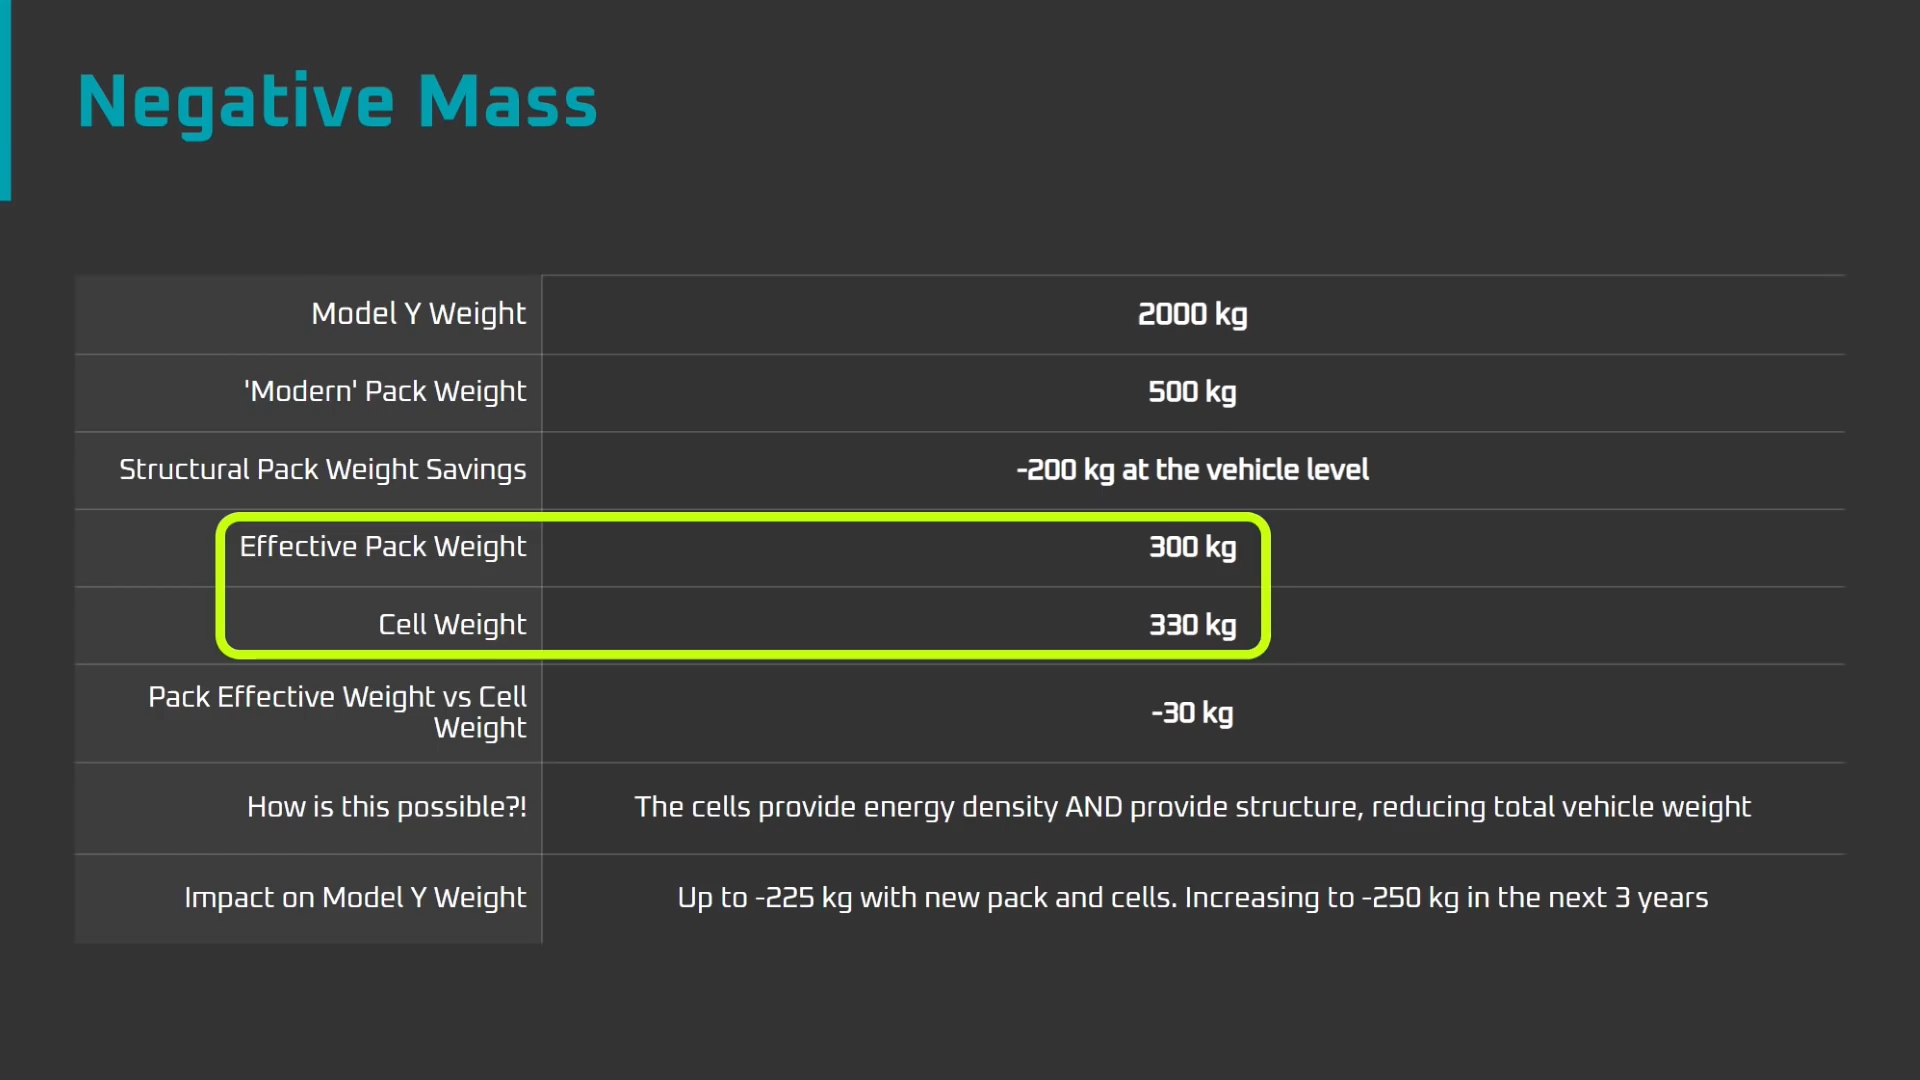 Negative Mass
Model Y Weight
2000 kg
'Modern' Pack Weight
500 kg
Structural Pack Weight Savings
-200 kg at the vehicle level
Effective Pack Weight
300 kg
Cell Weight
330 kg
Pack Effective Weight vs Cell
Weight
-30 kg
How is this possible?!
The cells provide energy density AND provide structure, reducing total vehicle weight
Impact on Model Y Weight
Up to -225 kg with new pack and cells. Increasing to -250 kg in the next 3 years